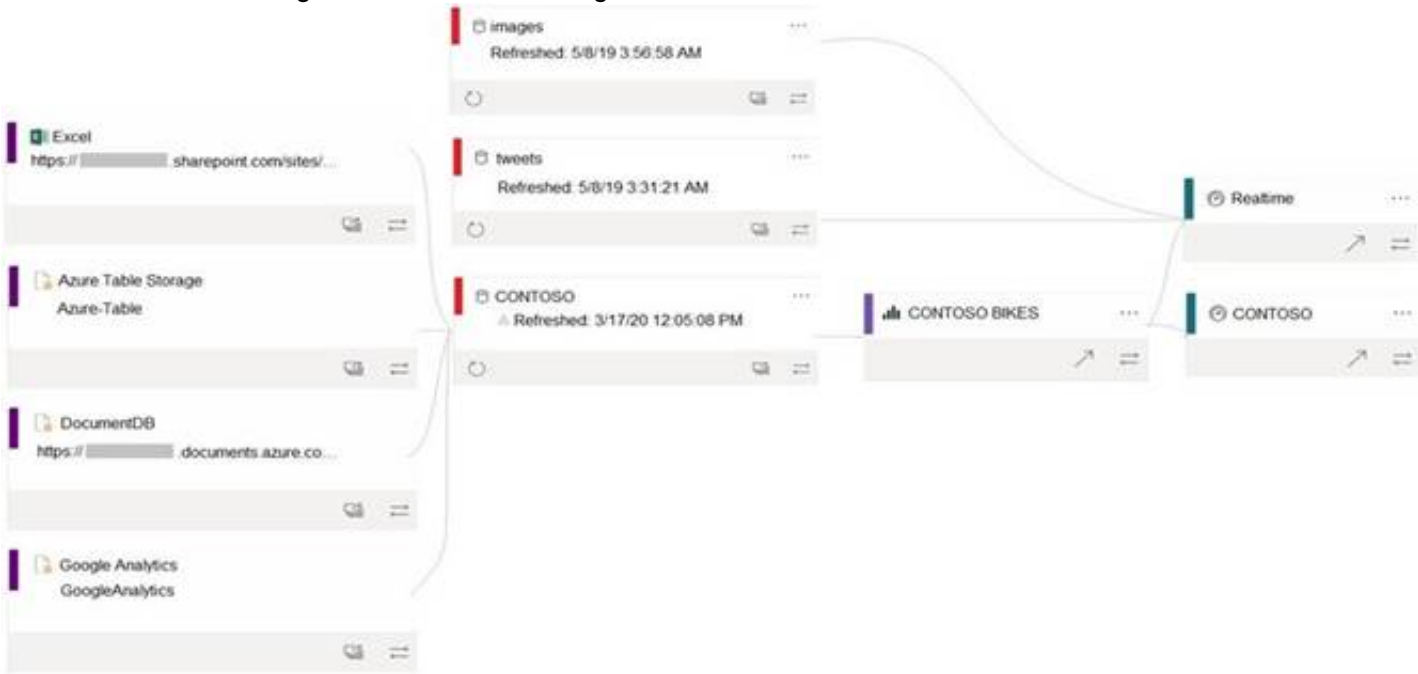 images
Refreshed: 5/8/19 3:56:58 AM
Excel
https:// .sharepoint.com/sites/...
tweets
Refreshed: 5/8/19 3:31:21 AM
Realtime
Azure Table Storage
Azure-Table
CONTOSO
Refreshed: 3/17/20 12:05:08 PM
CONTOSO BIKES
CONTOSO
DocumentDB
https:// .documents.azure.co...
Google Analytics
GoogleAnalytics